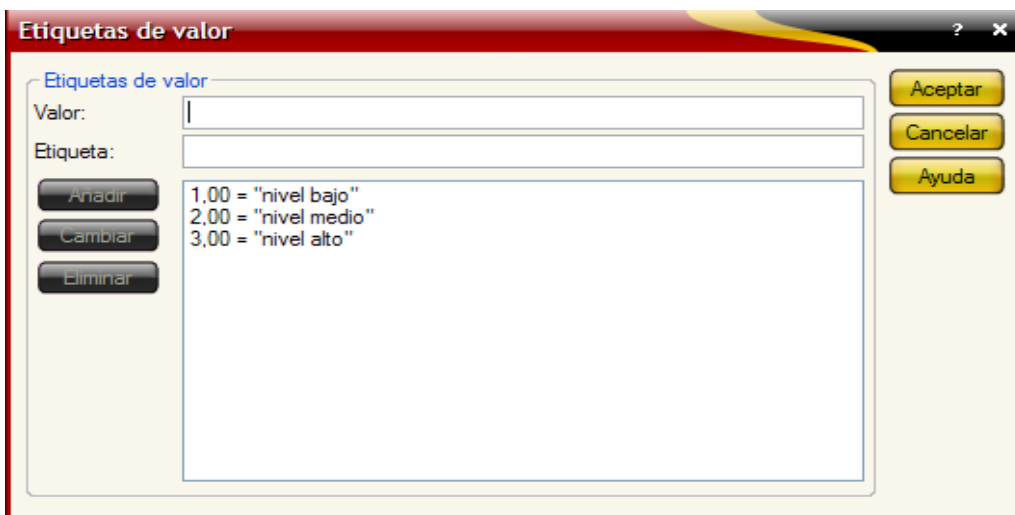 Etiquetas de valor
? ×
Etiquetas de valor
Valor:
Etiqueta:
Añadir
Cambiar
Eliminar
1,00 = "nivel bajo"
2,00 = "nivel medio"
3,00 = "nivel alto"
Aceptar
Cancelar
Ayuda